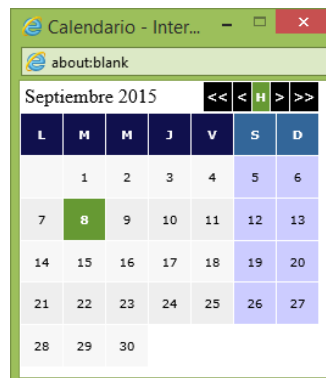 Calendario - Inter...
about:blank
Septiembre 2015 << < H > >>
L M M J V S D
1 2 3 4 5 6
7 8 9 10 11 12 13
14 15 16 17 18 19 20
21 22 23 24 25 26 27
28 29 30